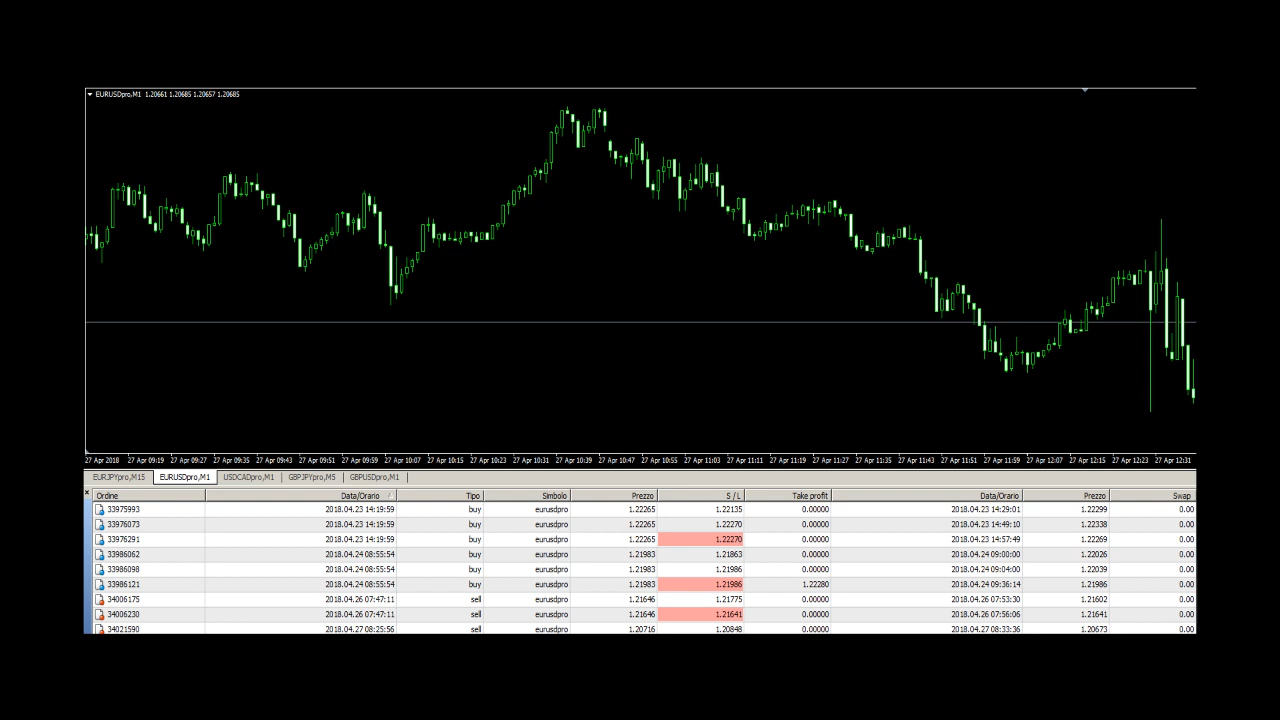 EURUSDpro,M1 1.20661 1.20685 1.20657 1.20685
27 Apr 2018 27 Apr 09:19 27 Apr 09:27 27 Apr 09:35 27 Apr 09:43 27 Apr 09:51 27 Apr 09:59 27 Apr 10:07 27 Apr 10:15 27 Apr 10:23 27 Apr 10:31 27 Apr 10:39 27 Apr 10:47 27 Apr 10:55 27 Apr 11:03 27 Apr 11:11 27 Apr 11:19 27 Apr 11:27 27 Apr 11:35 27 Apr 11:43 27 Apr 11:51 27 Apr 11:59 27 Apr 12:07 27 Apr 12:15 27 Apr 12:23 27 Apr 12:31
EURJPYpro,M15 EURUSDpro,M1 USDCADpro,M1 GBPJPYpro,M5 GBPUSDpro,M1
Ordine Data/Orario Tipo Simbolo Prezzo S / L Take profit Data/Orario Prezzo Swap
33975993 2018.04.23 14:19:59 buy eurusdpro 1.22265 1.22135 0.00000 2018.04.23 14:29:01 1.22299 0.00
33976073 2018.04.23 14:19:59 buy eurusdpro 1.22265 1.22270 0.00000 2018.04.23 14:49:10 1.22338 0.00
33976291 2018.04.23 14:19:59 buy eurusdpro 1.22265 1.22270 0.00000 2018.04.23 14:57:49 1.22269 0.00
33986062 2018.04.24 08:55:54 buy eurusdpro 1.21983 1.21863 0.00000 2018.04.24 09:00:00 1.22026 0.00
33986098 2018.04.24 08:55:54 buy eurusdpro 1.21983 1.21986 0.00000 2018.04.24 09:04:00 1.22039 0.00
33986121 2018.04.24 08:55:54 buy eurusdpro 1.21983 1.21986 1.22280 2018.04.24 09:36:14 1.21986 0.00
34006175 2018.04.26 07:47:11 sell eurusdpro 1.21646 1.21775 0.00000 2018.04.26 07:53:30 1.21602 0.00
34006230 2018.04.26 07:47:11 sell eurusdpro 1.21646 1.21641 0.00000 2018.04.26 07:56:06 1.21641 0.00
34021590 2018.04.27 08:25:56 sell eurusdpro 1.20716 1.20848 0.00000 2018.04.27 08:33:36 1.20673 0.00